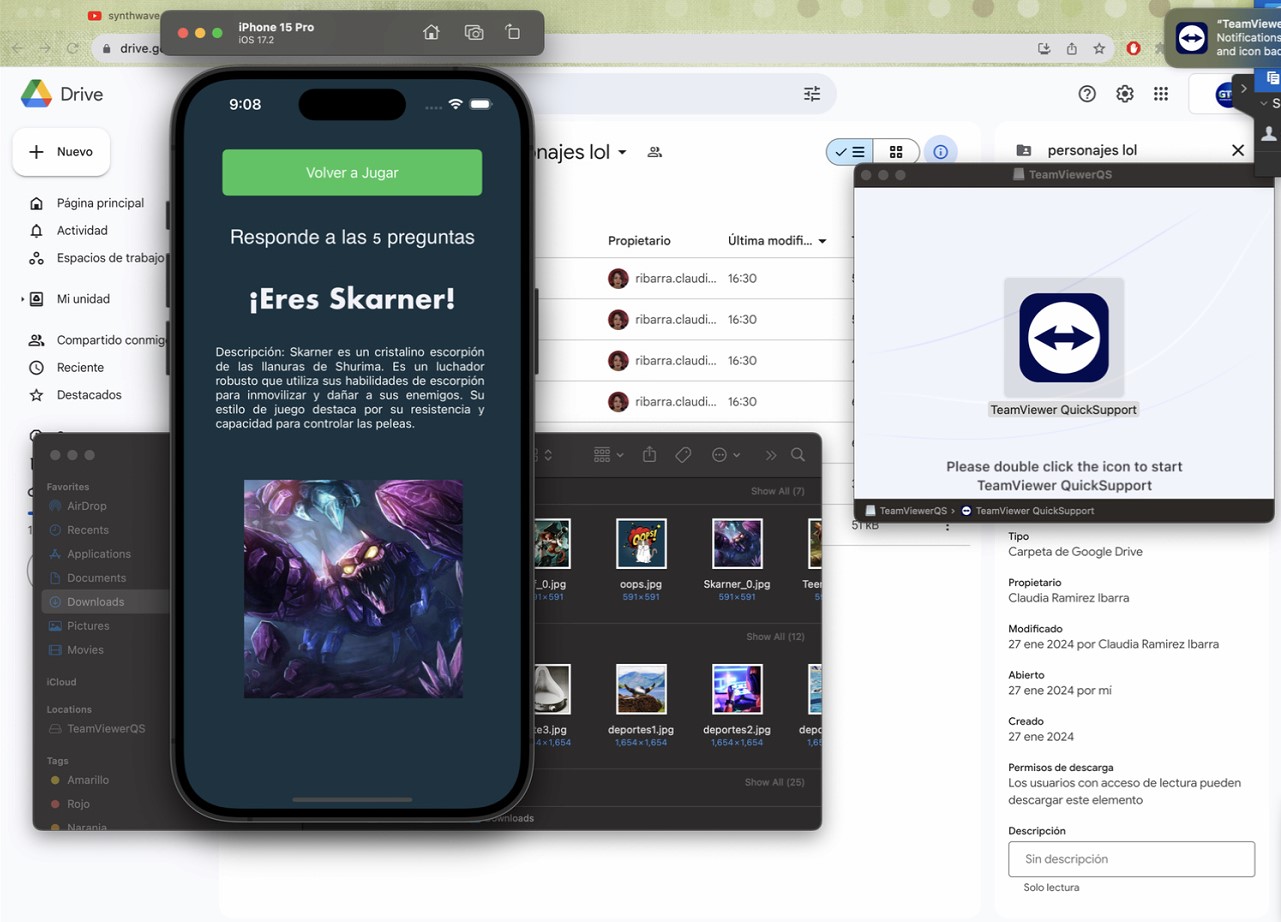 synthwave
iPhone 15 Pro
iOS 17.2
"TeamViewe
Notifications
and icon bac
drive.g
Drive
Nuevo
Página principal
Actividad
Espacios de trabajo
Mi unidad
Compartido conmig
Reciente
Destacados
9:08
Volver a Jugar
Responde a las 5 preguntas
¡Eres Skarner!
Descripción: Skarner es un cristalino escorpión
de las llanuras de Shurima. Es un luchador
robusto que utiliza sus habilidades de escorpión
para inmovilizar y dañar a sus enemigos. Su
estilo de juego destaca por su resistencia y
capacidad para controlar las peleas.
najes lol
Propietario
Última modifi...
ribarra.claudi... 16:30
ribarra.claudi... 16:30
ribarra.claudi... 16:30
ribarra.claudi... 16:30
51 kB
GT
personajes lol
TeamViewerQS
TeamViewer QuickSupport
Please double click the icon to start
TeamViewer QuickSupport
TeamViewerQS › TeamViewer QuickSupport
Tipo
Carpeta de Google Drive
Propietario
Claudia Ramirez Ibarra
Modificado
27 ene 2024 por Claudia Ramirez Ibarra
Abierto
27 ene 2024 por mí
Creado
27 ene 2024
Permisos de descarga
Los usuarios con acceso de lectura pueden
descargar este elemento
Descripción
Sin descripción
Solo lectura
Favorites
AirDrop
Recents
Applications
Documents
Downloads
Pictures
Movies
iCloud
Locations
TeamViewerQS
Tags
Amarillo
Rojo
Naranja
Show All (7)
_0.jpg oops.jpg Skarner_0.jpg Teer
91×591 591×591 591×591 5
Show All (12)
te3.jpg deportes1.jpg deportes2.jpg depo
4×1,654 1,654×1,654 1,654×1,654 1,65
Show All (25)
ownloads